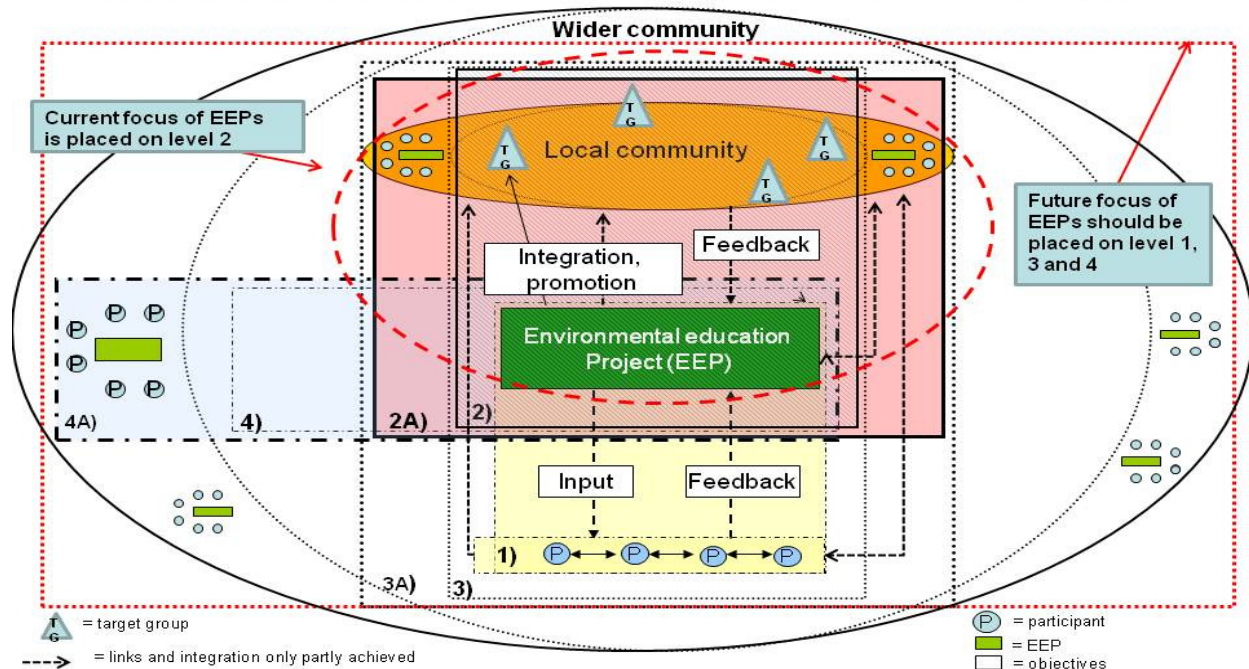 Wider community
Current focus of EEPs
is placed on level 2
T
G
T
G
T
G
T
G
Local community
Future focus of
EEPs should be
placed on level 1,
3 and 4
Integration,
promotion
Feedback
Environmental education
Project (EEP)
P
P
P
P
P
P
P
4A)
4)
2A)
2)
Input
Feedback
1)
P
P
P
P
3A)
3)
T
G
= target group
= links and integration only partly achieved
P
= participant
= EEP
= objectives